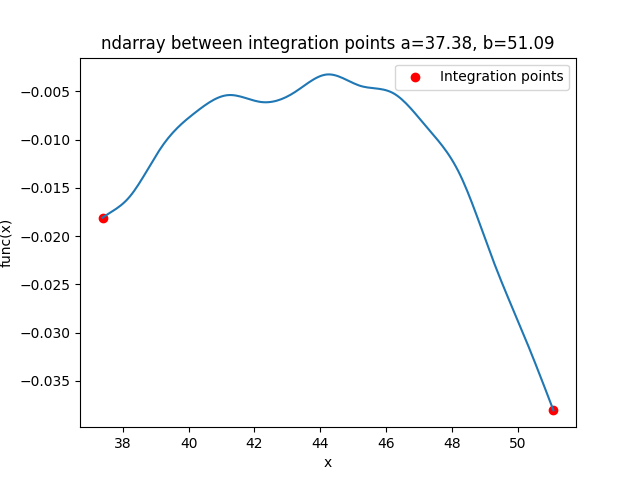 ndarray between integration points a=37.38, b=51.09
Integration points
−0.005
−0.010
−0.015
−0.020
−0.025
−0.030
−0.035
func(x)
38 40 42 44 46 48 50
x